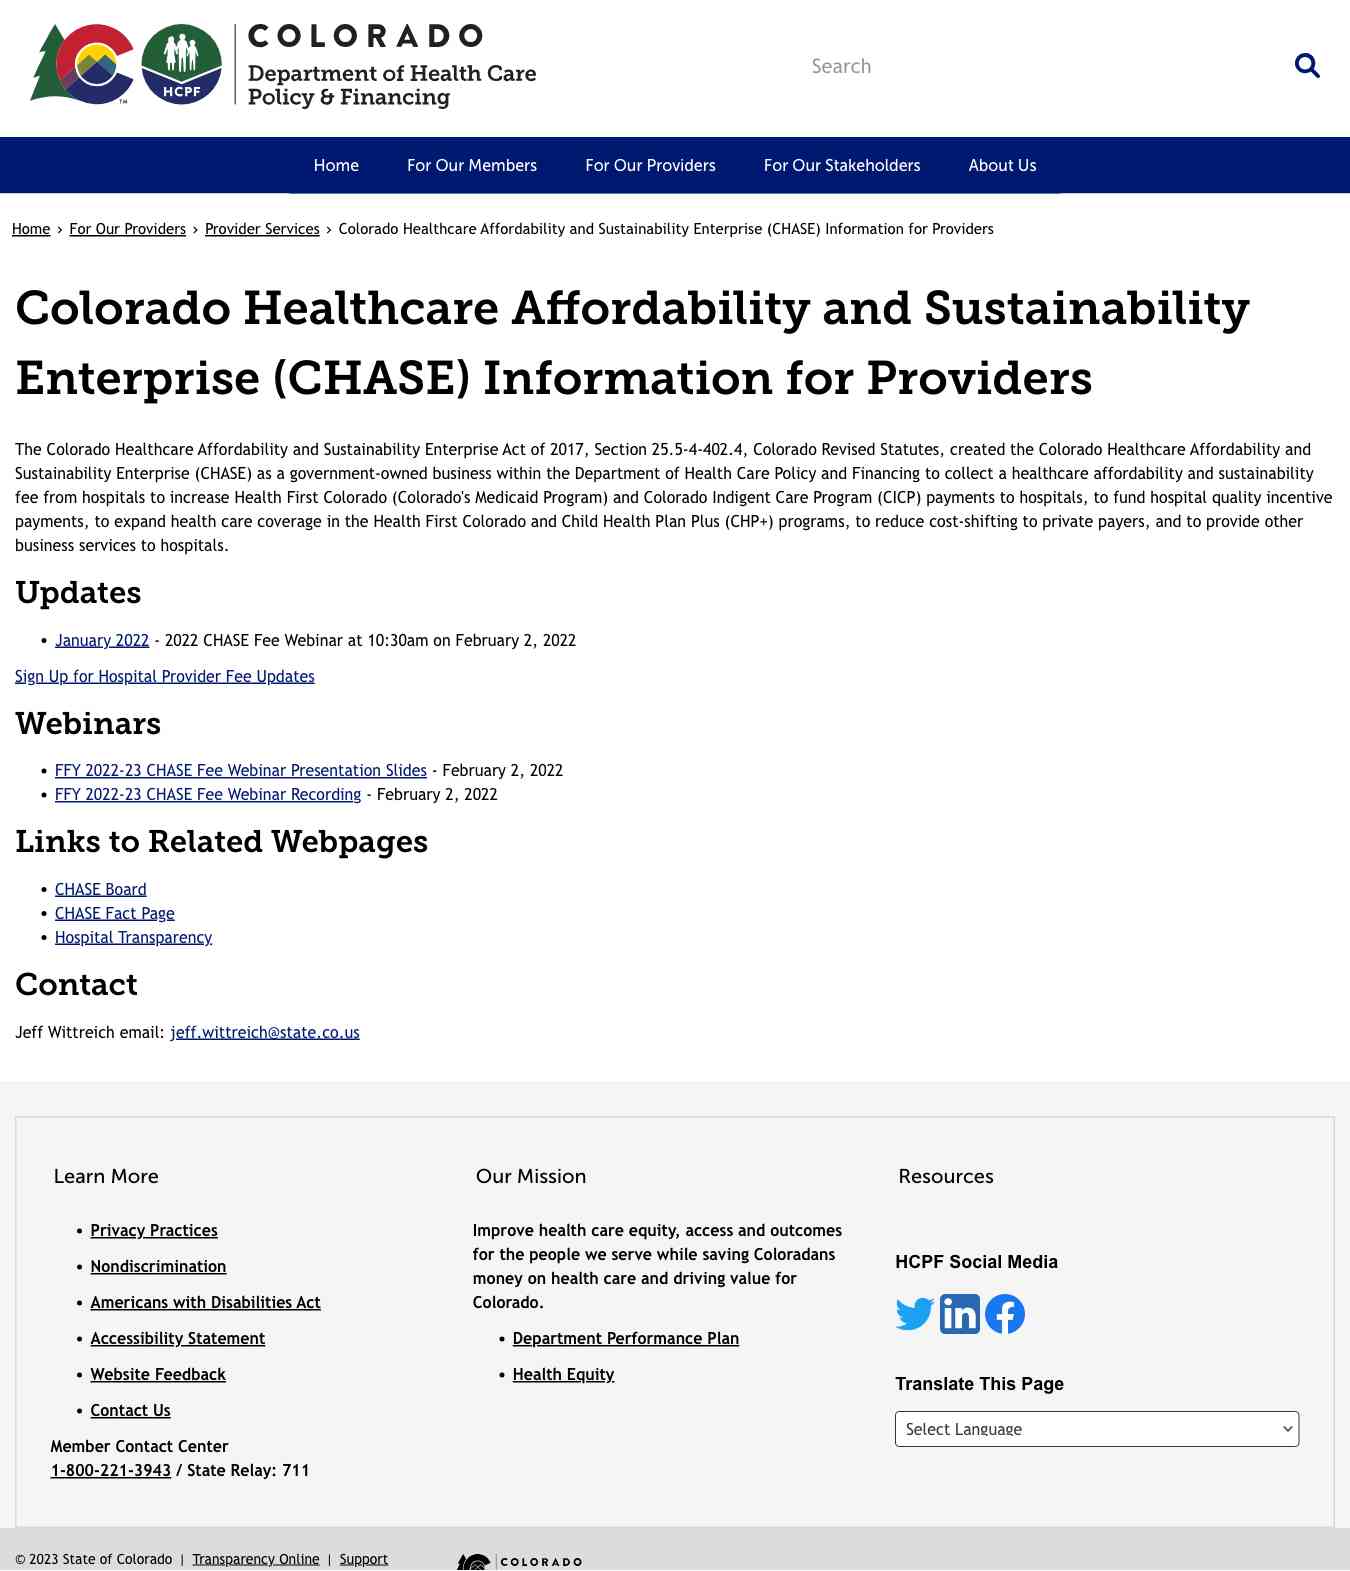 COLORADO
Department of Health Care
Policy & Financing
HCPF
TM
Search
Home
For Our Members
For Our Providers
For Our Stakeholders
About Us
Home › For Our Providers › Provider Services › Colorado Healthcare Affordability and Sustainability Enterprise (CHASE) Information for Providers
Colorado Healthcare Affordability and Sustainability
Enterprise (CHASE) Information for Providers
The Colorado Healthcare Affordability and Sustainability Enterprise Act of 2017, Section 25.5-4-402.4, Colorado Revised Statutes, created the Colorado Healthcare Affordability and
Sustainability Enterprise (CHASE) as a government-owned business within the Department of Health Care Policy and Financing to collect a healthcare affordability and sustainability
fee from hospitals to increase Health First Colorado (Colorado's Medicaid Program) and Colorado Indigent Care Program (CICP) payments to hospitals, to fund hospital quality incentive
payments, to expand health care coverage in the Health First Colorado and Child Health Plan Plus (CHP+) programs, to reduce cost-shifting to private payers, and to provide other
business services to hospitals.
Updates
• January 2022 - 2022 CHASE Fee Webinar at 10:30am on February 2, 2022
Sign Up for Hospital Provider Fee Updates
Webinars
• FFY 2022-23 CHASE Fee Webinar Presentation Slides - February 2, 2022
• FFY 2022-23 CHASE Fee Webinar Recording - February 2, 2022
Links to Related Webpages
• CHASE Board
• CHASE Fact Page
• Hospital Transparency
Contact
Jeff Wittreich email: jeff.wittreich@state.co.us
Learn More
• Privacy Practices
• Nondiscrimination
• Americans with Disabilities Act
• Accessibility Statement
• Website Feedback
• Contact Us
Member Contact Center
1-800-221-3943 / State Relay: 711
Our Mission
Improve health care equity, access and outcomes
for the people we serve while saving Coloradans
money on health care and driving value for
Colorado.
• Department Performance Plan
• Health Equity
Resources
HCPF Social Media
in
Translate This Page
Select Language
© 2023 State of Colorado | Transparency Online | Support
COLORADO